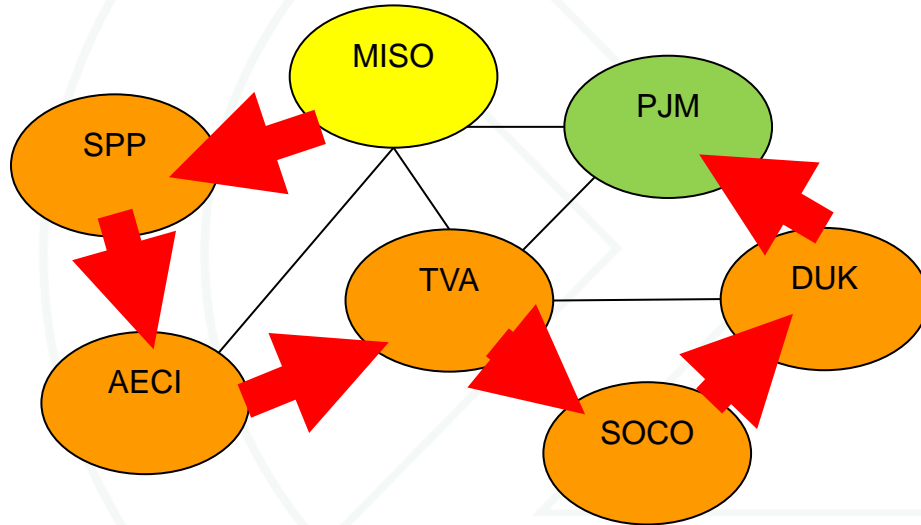 MISO
PJM
SPP
TVA
DUK
AECI
SOCO